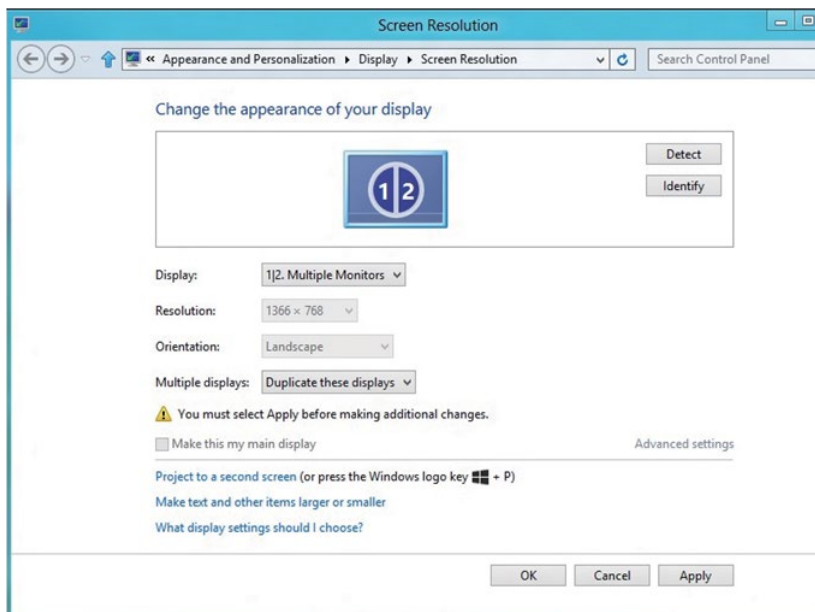 Screen Resolution
« Appearance and Personalization Display Screen Resolution Search Control Panel
Change the appearance of your display
1 2
Detect
Identify
Display: 1|2. Multiple Monitors
Resolution: 1366 × 768
Orientation: Landscape
Multiple displays: Duplicate these displays
You must select Apply before making additional changes.
Make this my main display Advanced settings
Project to a second screen (or press the Windows logo key + P)
Make text and other items larger or smaller
What display settings should I choose?
OK Cancel Apply